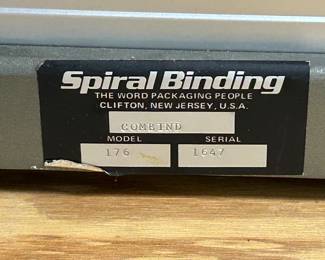 Spiral Binding
THE WORD PACKAGING PEOPLE
CLIFTON, NEW JERSEY, U.S.A.
COMBIND
MODEL SERIAL
176 1647